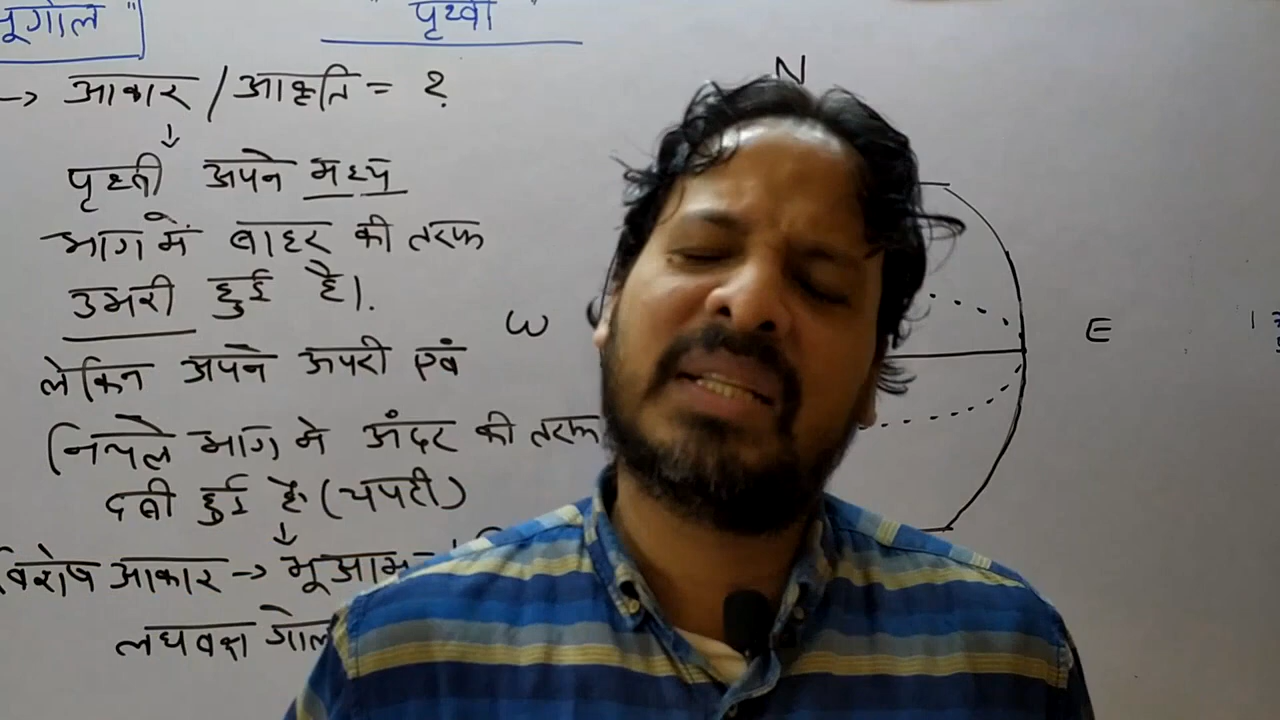 भूगोल"
"पृथ्वी"
→ आकार / आकृति = ?
↓
पृथ्वी अपने मध्य
भाग में बाहर की तरफ
उभरी हुई है।
लेकिन अपने ऊपरी एवं
निचले भाग मे अंदर की तरफ
दबी हुई है (चपटी)
↓
विशेष आकार → भूआभ
लघवक्ष गोल
N
W
E